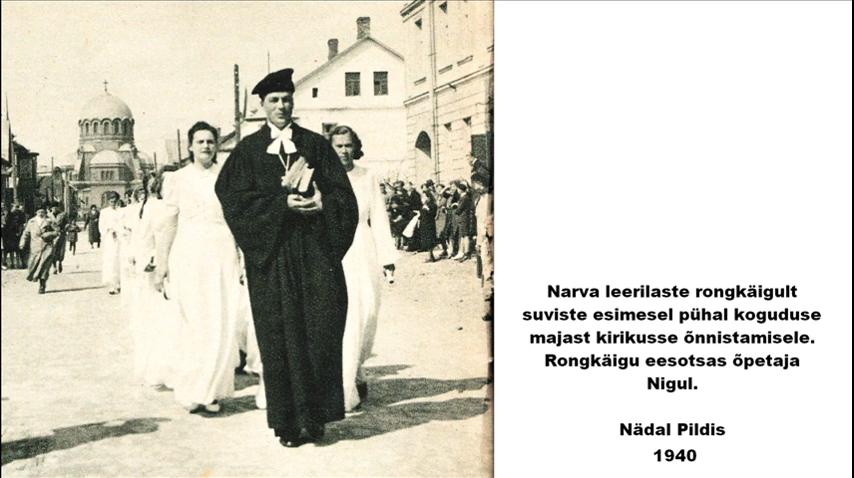 Narva leerilaste rongkäigult
suviste esimesel pühal koguduse
majast kirikusse õnnistamisele.
Rongkäigu eesotsas õpetaja
Nigul.
Nädal Pildis
1940